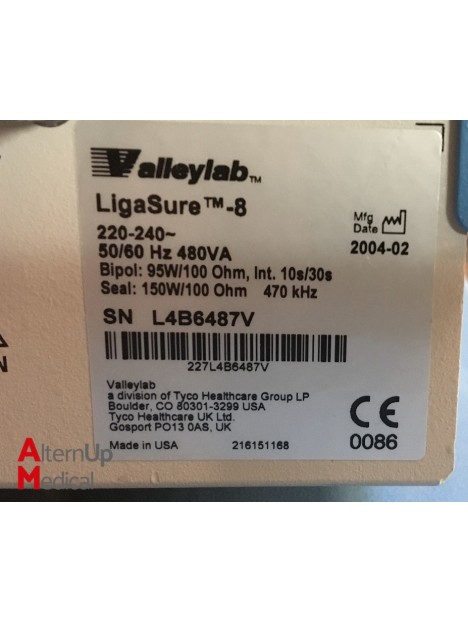 Valleylab™
LigaSure™-8
220-240~
50/60 Hz 480VA
Bipol: 95W/100 Ohm, Int. 10s/30s
Seal: 150W/100 Ohm 470 kHz
Mfg
Date
2004-02
SN L4B6487V
227L4B6487V
Valleylab
a division of Tyco Healthcare Group LP
Boulder, CO 80301-3299 USA
Tyco Healthcare UK Ltd.
Gosport PO13 0AS, UK
Made in USA 216151168
CE
0086
N
AlternUp
Medical